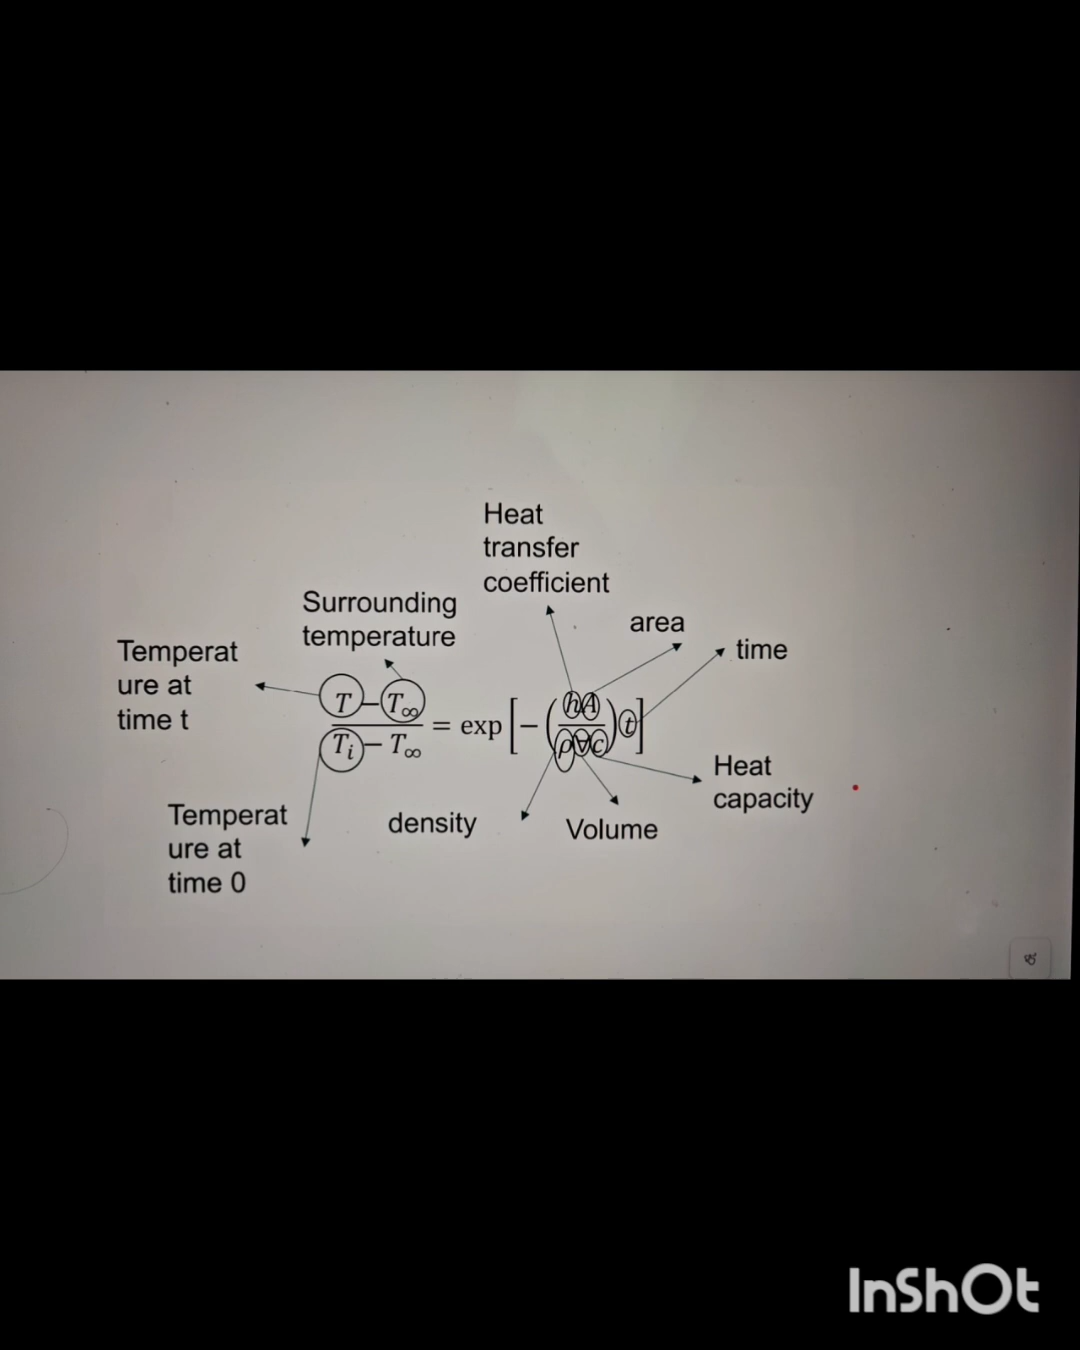 Heat
transfer
coefficient
Surrounding
temperature
area
time
Temperat
ure at
time t
T − T∞
Tᵢ − T∞
= exp[−(hA/ρ∀c)t]
Heat
capacity
Temperat
ure at
time 0
density
Volume
InShOt